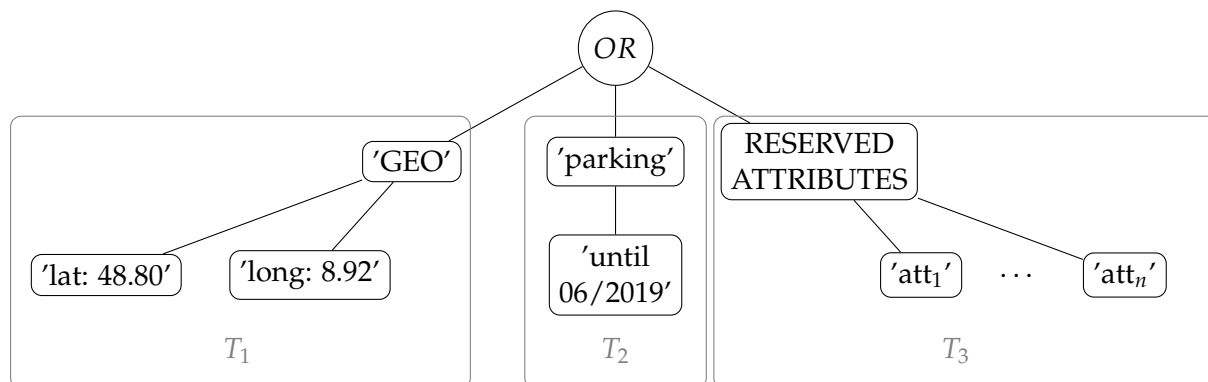 OR
'GEO'
'parking'
RESERVED
ATTRIBUTES
'lat: 48.80'
'long: 8.92'
'until
06/2019'
'att₁'
· · ·
'attₙ'
T₁
T₂
T₃